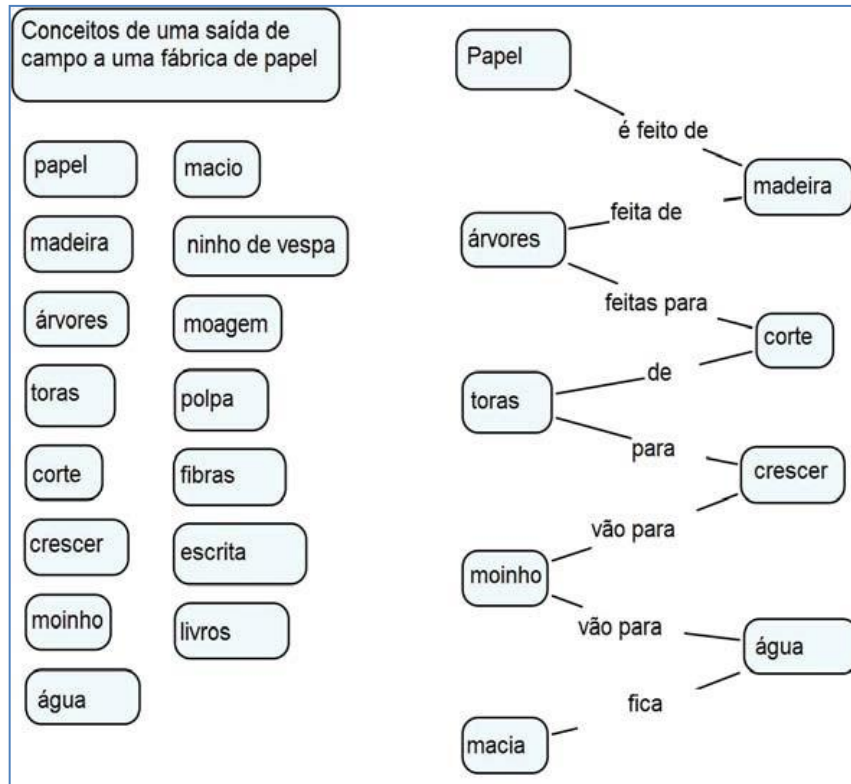 Conceitos de uma saída de
campo a uma fábrica de papel
papel
madeira
árvores
toras
corte
crescer
moinho
água
macio
ninho de vespa
moagem
polpa
fibras
escrita
livros
Papel
é feito de
madeira
feita de
árvores
feitas para
corte
de
toras
para
crescer
vão para
moinho
vão para
água
fica
macia